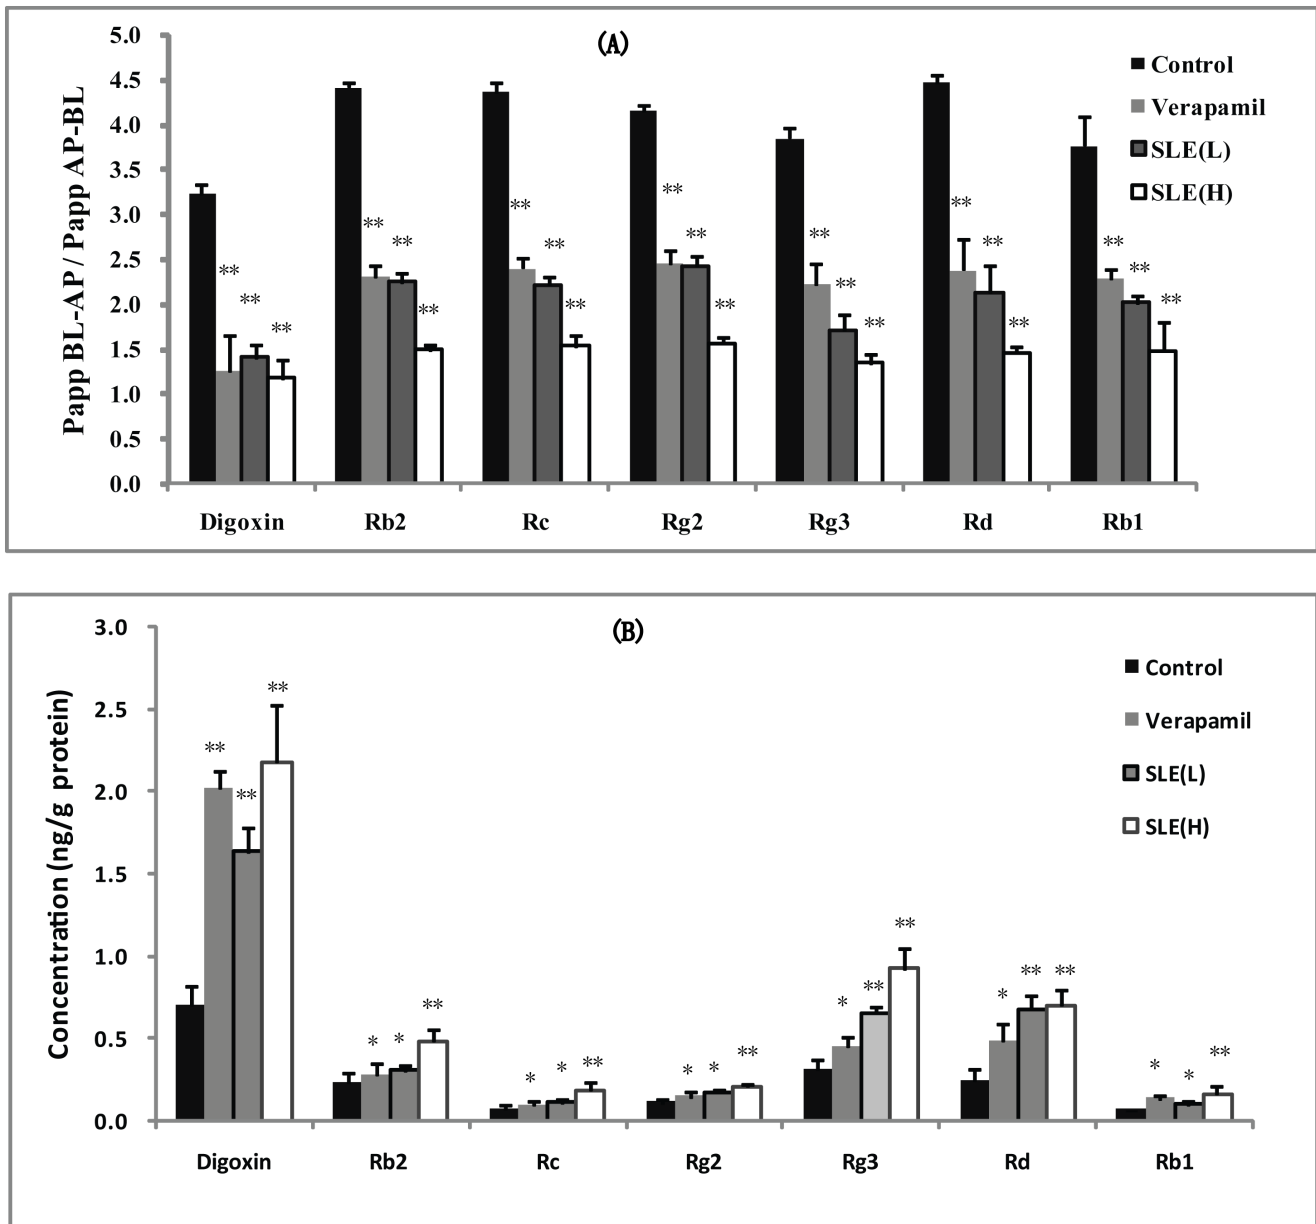 (A)
5.0
4.5
4.0
3.5
3.0
2.5
2.0
1.5
1.0
0.5
0.0
Papp BL-AP / Papp AP-BL
Control
Verapamil
SLE(L)
SLE(H)
** ** **
** ** **
** ** **
** ** **
** ** **
** ** **
** ** **
Digoxin Rb2 Rc Rg2 Rg3 Rd Rb1
(B)
3.0
2.5
2.0
1.5
1.0
0.5
0.0
Concentration (ng/g protein)
Control
Verapamil
SLE(L)
SLE(H)
** ** **
* * **
* * **
* * **
* ** **
* ** **
* * **
Digoxin Rb2 Rc Rg2 Rg3 Rd Rb1